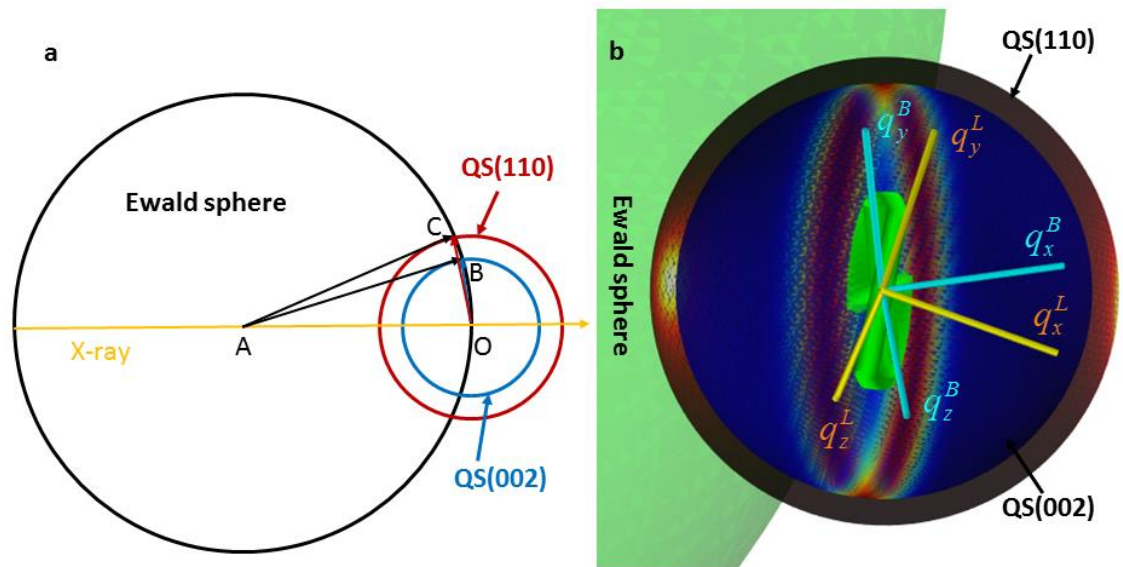 a
QS(110)
Ewald sphere
C
B
X-ray
A
O
QS(002)
b
QS(110)
q_y^B
q_y^L
Ewald sphere
q_x^B
q_x^L
q_z^B
q_z^L
QS(002)